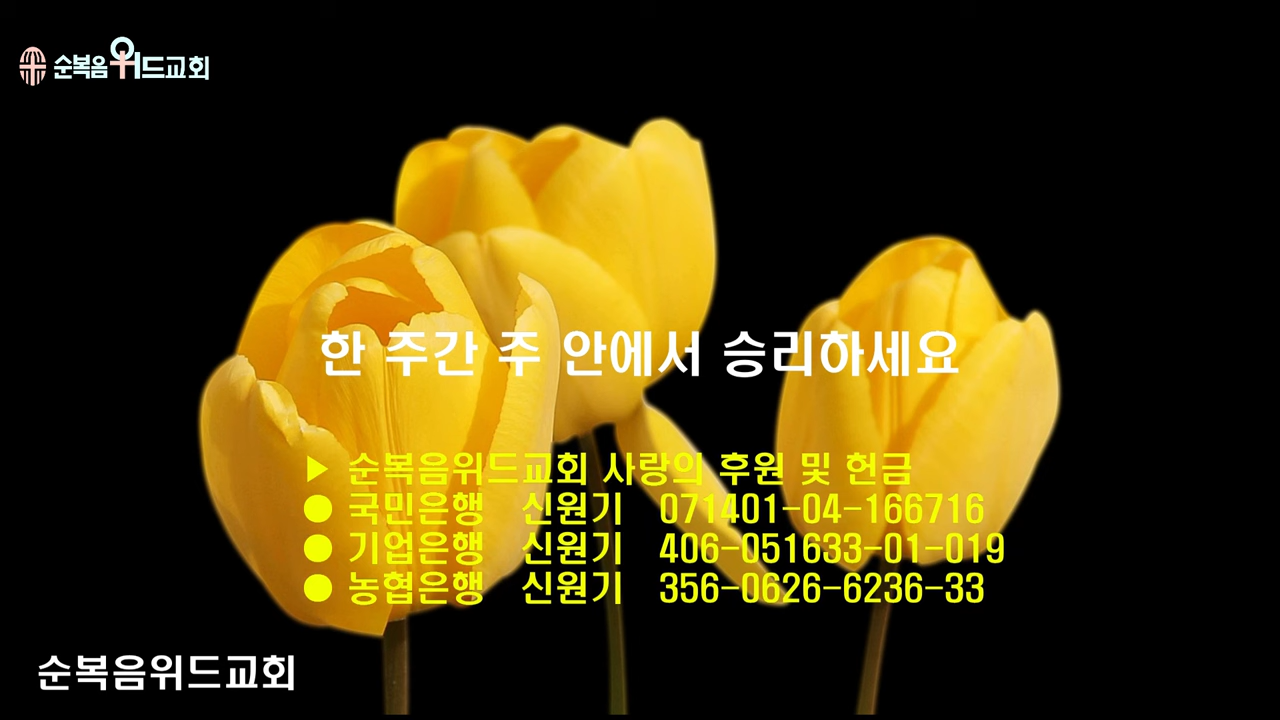 순복음위드교회
한 주간 주 안에서 승리하세요
▶ 순복음위드교회 사랑의 후원 및 헌금
● 국민은행 신원기 071401-04-166716
● 기업은행 신원기 406-051633-01-019
● 농협은행 신원기 356-0626-6236-33
순복음위드교회